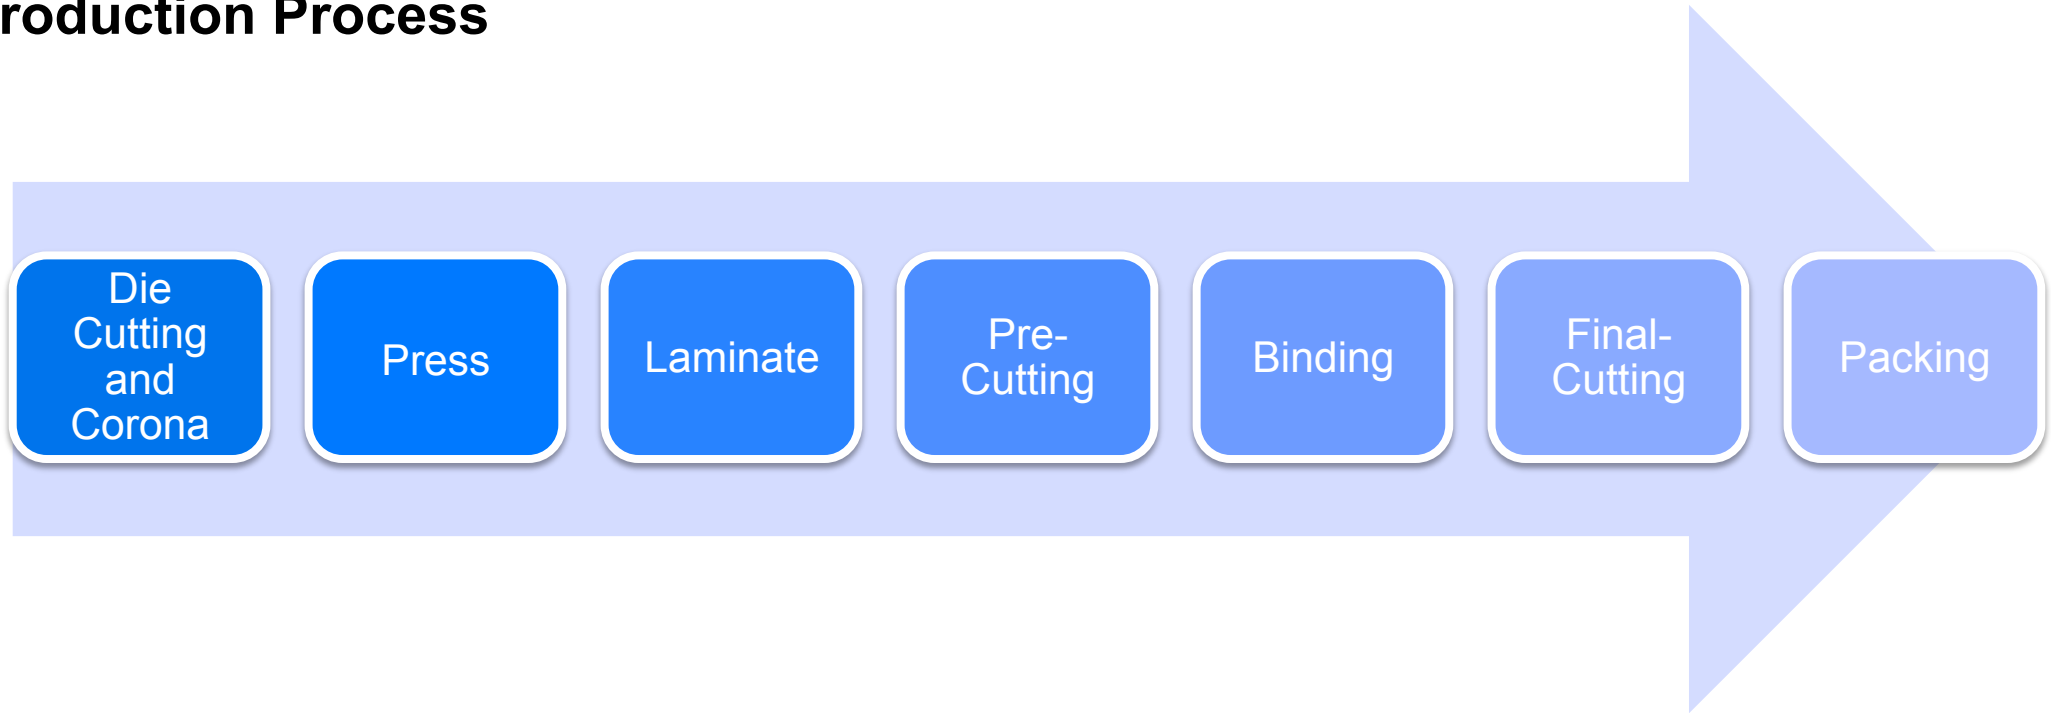 roduction Process
Die
Cutting
and
Corona
Press
Laminate
Pre-
Cutting
Binding
Final-
Cutting
Packing